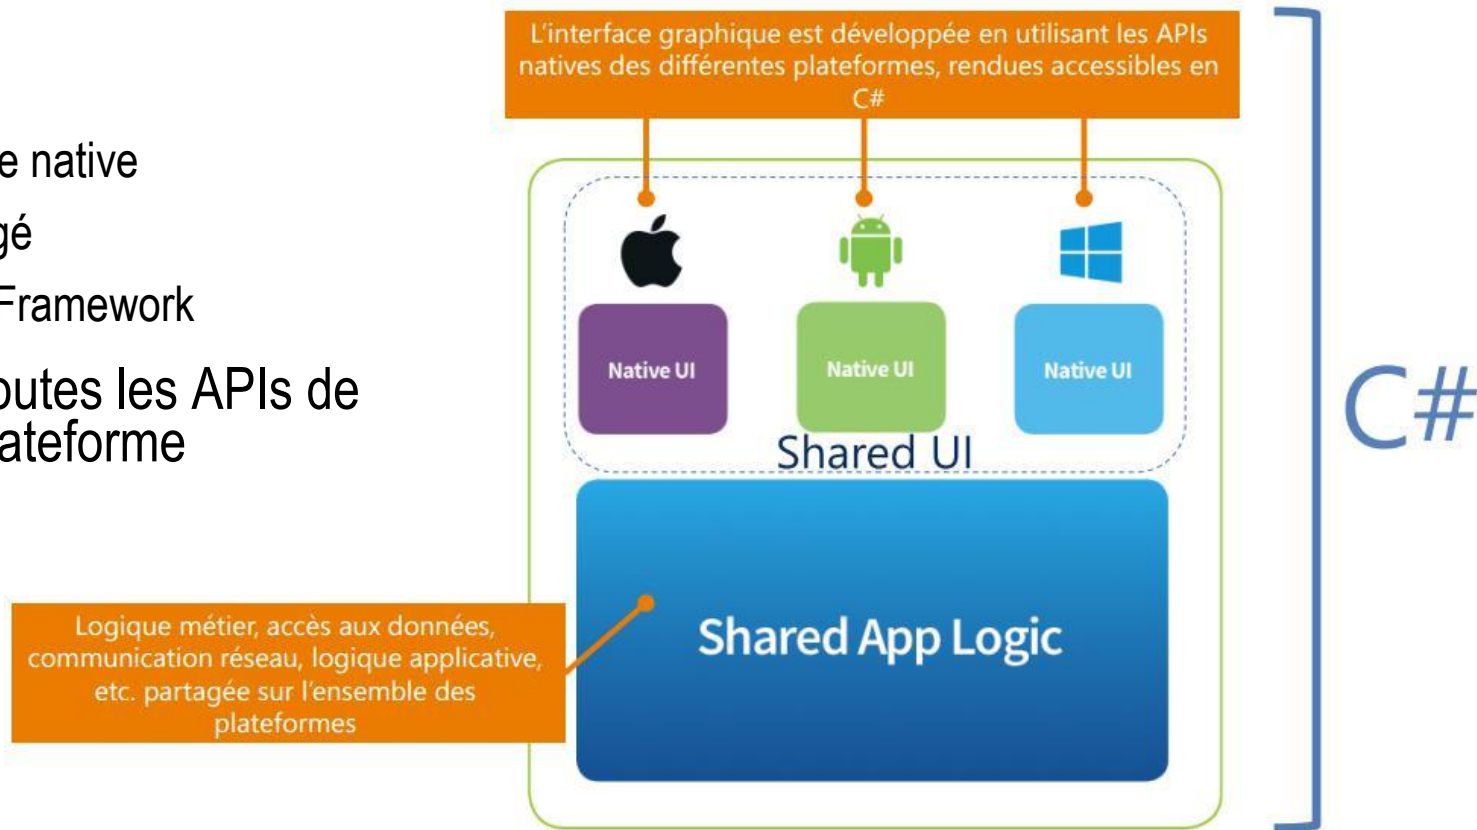 L'interface graphique est développée en utilisant les APIs
natives des différentes plateformes, rendues accessibles en
C#
e native
gé
Framework
outes les APIs de
ateforme
Native UI
Native UI
Native UI
Shared UI
C#
Shared App Logic
Logique métier, accès aux données,
communication réseau, logique applicative,
etc. partagée sur l'ensemble des
plateformes